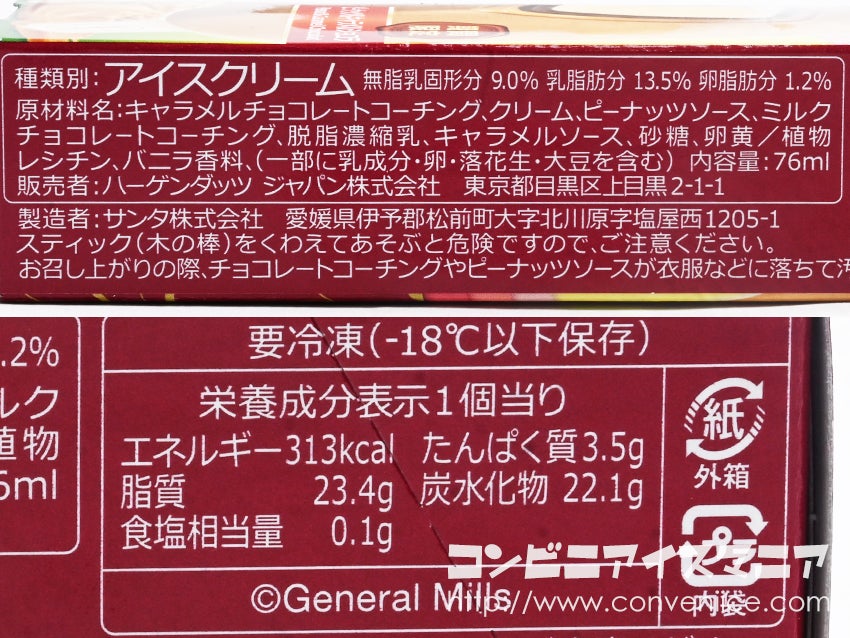 種類別:アイスクリーム 無脂乳固形分 9.0% 乳脂肪分 13.5% 卵脂肪分 1.2%
原材料名:キャラメルチョコレートコーチング、クリーム、ピーナッツソース、ミルク
チョコレートコーチング、脱脂濃縮乳、キャラメルソース、砂糖、卵黄／植物
レシチン、バニラ香料、(一部に乳成分・卵・落花生・大豆を含む) 内容量:76ml
販売者:ハーゲンダッツ ジャパン株式会社 東京都目黒区上目黒2-1-1
製造者:サンタ株式会社 愛媛県伊予郡松前町大字北川原字塩屋西1205-1
スティック(木の棒)をくわえてあそぶと危険ですので、ご注意ください。
お召し上がりの際、チョコレートコーチングやピーナッツソースが衣服などに落ちて汚
.2%
ルク
植物
6ml
要冷凍(-18℃以下保存)
栄養成分表示1個当り
エネルギー313kcal たんぱく質3.5g
脂質 23.4g 炭水化物 22.1g
食塩相当量 0.1g
紙
外箱
プラ
内袋
©General Mills
コンビニアイスマニア
http://www.conveniice.com